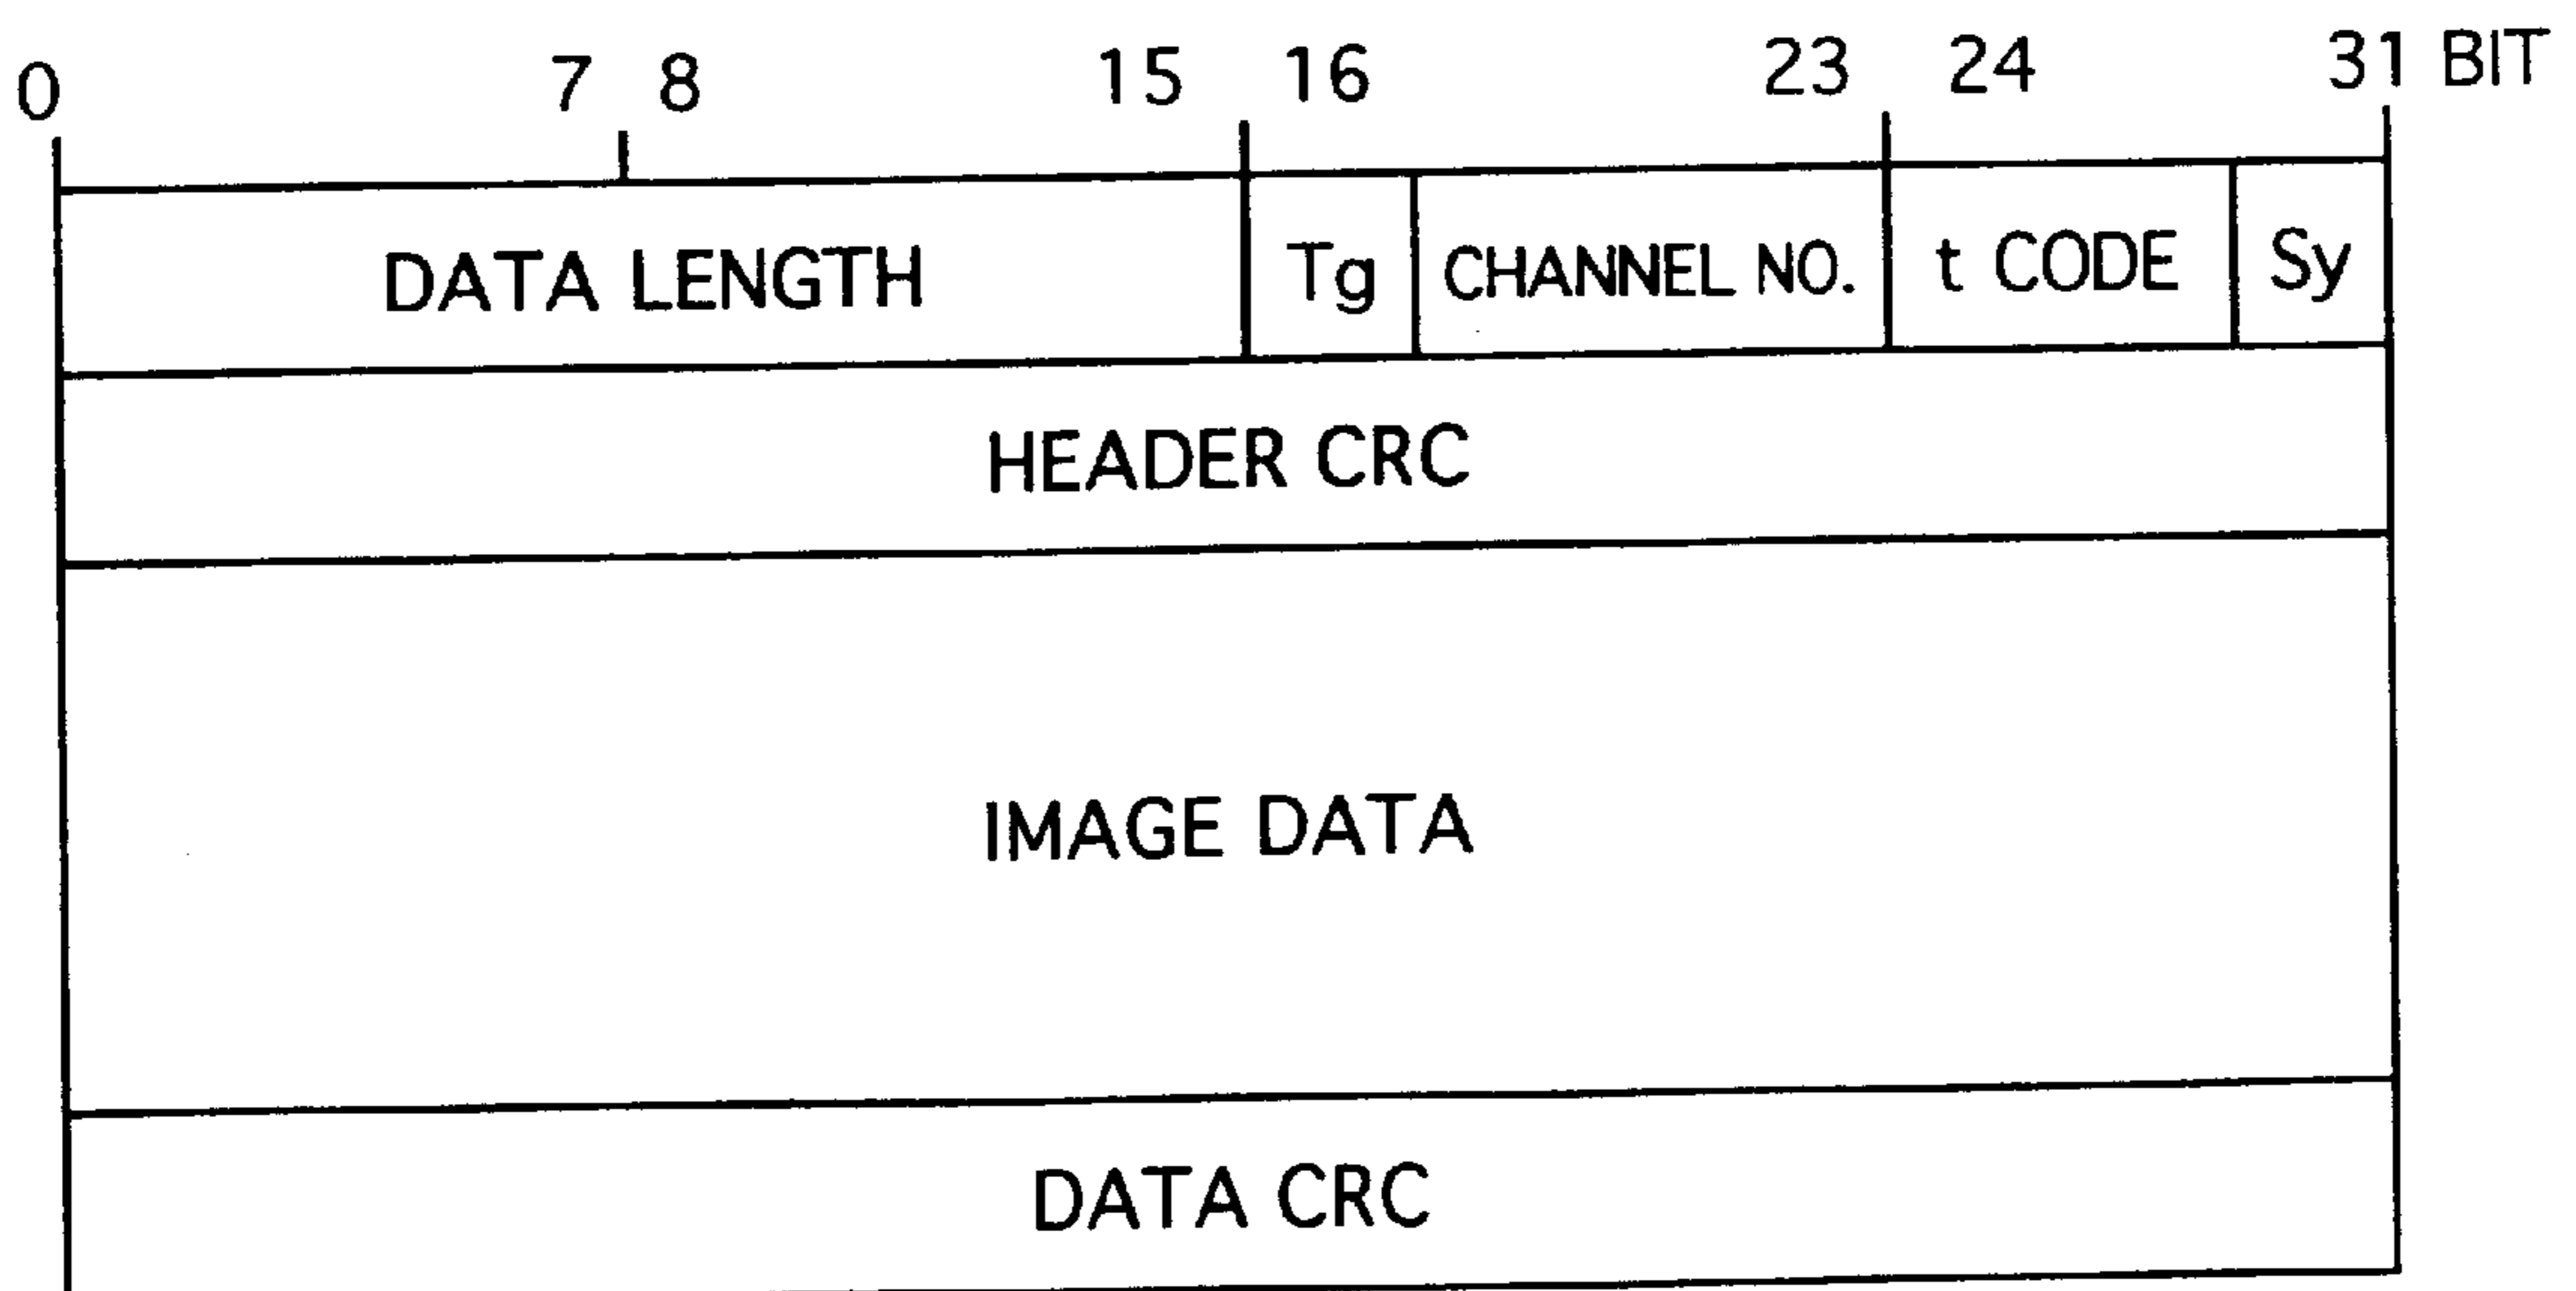 0 7 8 15 16 23 24 31 BIT
DATA LENGTH Tg CHANNEL NO. t CODE Sy
HEADER CRC
IMAGE DATA
DATA CRC